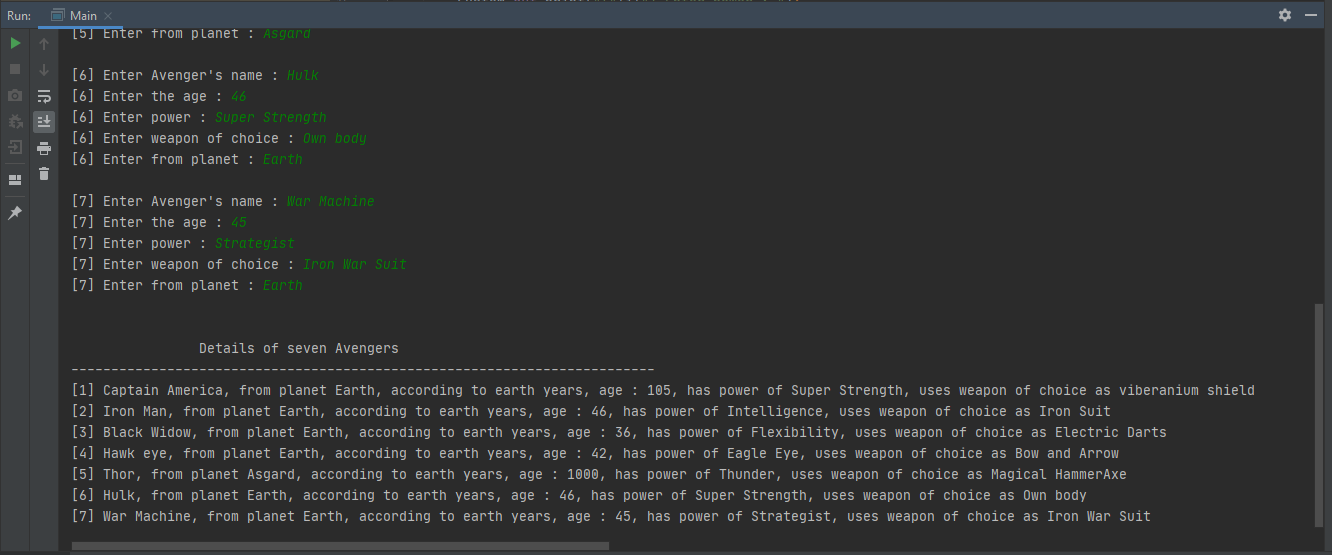 Run: Main
[5] Enter from planet : Asgard
[6] Enter Avenger's name : Hulk
[6] Enter the age : 46
[6] Enter power : Super Strength
[6] Enter weapon of choice : Own body
[6] Enter from planet : Earth
[7] Enter Avenger's name : War Machine
[7] Enter the age : 45
[7] Enter power : Strategist
[7] Enter weapon of choice : Iron War Suit
[7] Enter from planet : Earth
Details of seven Avengers
-------------------------------------------------------------------------
[1] Captain America, from planet Earth, according to earth years, age : 105, has power of Super Strength, uses weapon of choice as viberanium shield
[2] Iron Man, from planet Earth, according to earth years, age : 46, has power of Intelligence, uses weapon of choice as Iron Suit
[3] Black Widow, from planet Earth, according to earth years, age : 36, has power of Flexibility, uses weapon of choice as Electric Darts
[4] Hawk eye, from planet Earth, according to earth years, age : 42, has power of Eagle Eye, uses weapon of choice as Bow and Arrow
[5] Thor, from planet Asgard, according to earth years, age : 1000, has power of Thunder, uses weapon of choice as Magical HammerAxe
[6] Hulk, from planet Earth, according to earth years, age : 46, has power of Super Strength, uses weapon of choice as Own body
[7] War Machine, from planet Earth, according to earth years, age : 45, has power of Strategist, uses weapon of choice as Iron War Suit